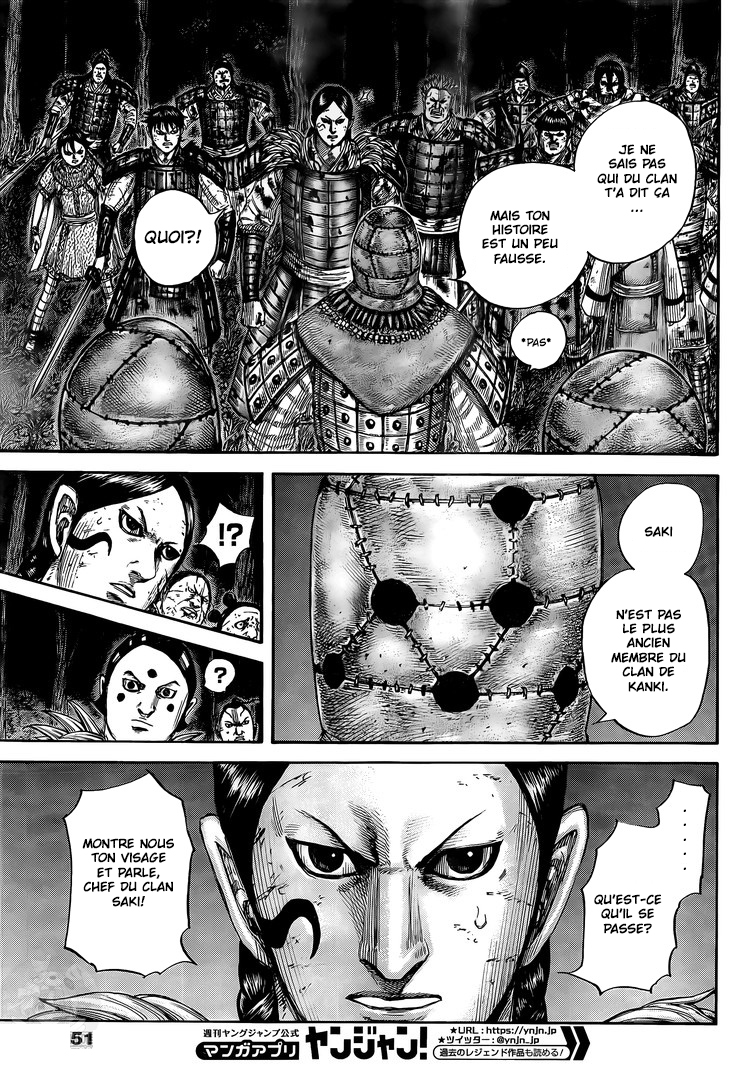 JE NE
SAIS PAS
QUI DU CLAN
T'A DIT ÇA
...
MAIS TON
HISTOIRE
EST UN PEU
FAUSSE.
*PAS*
QUOI?!
SAKI
N'EST PAS
LE PLUS
ANCIEN
MEMBRE DU
CLAN DE
KANKI.
!?
?
......
QU'EST-CE
QU'IL SE
PASSE?
MONTRE NOUS
TON VISAGE
ET PARLE,
CHEF DU CLAN
SAKI!
51
週刊ヤングジャンプ公式
マンガアプリ
ヤンジャン!
★URL:https://ynjn.jp
★ツイッター:@ynjn_jp
過去のレジェンド作品も読める!